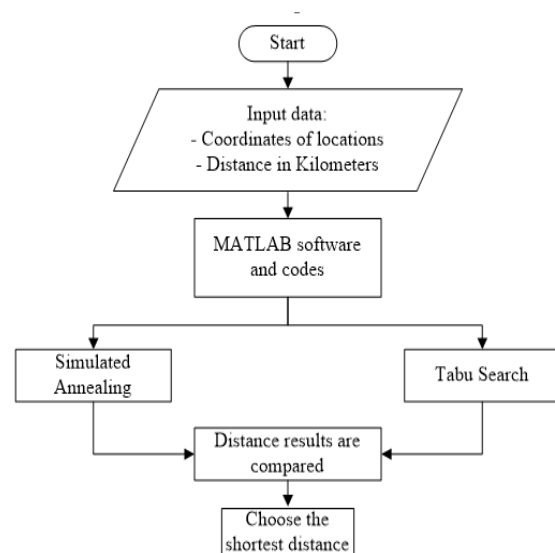 Start
Input data:
- Coordinates of locations
- Distance in Kilometers
MATLAB software
and codes
Simulated
Annealing
Tabu Search
Distance results are
compared
Choose the
shortest distance